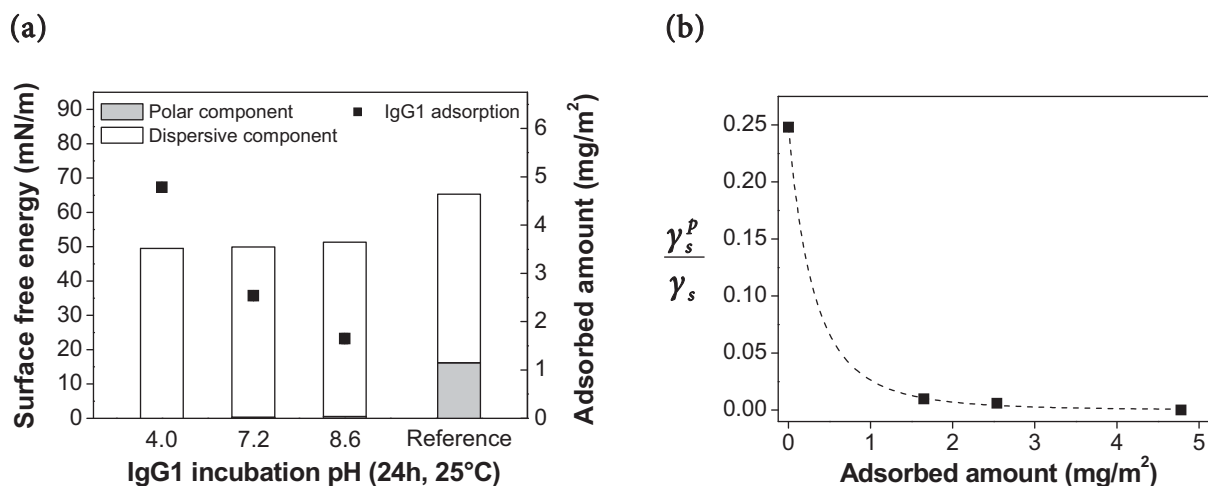 (a)
(b)
Surface free energy (mN/m)
90
80
70
60
50
40
30
20
10
0
Polar component
Dispersive component
IgG1 adsorption
6
5
4
3
2
1
0
Adsorbed amount (mg/m²)
4.0 7.2 8.6 Reference
IgG1 incubation pH (24h, 25°C)
γₛᵖ
γₛ
0.25
0.20
0.15
0.10
0.05
0.00
0 1 2 3 4 5
Adsorbed amount (mg/m²)